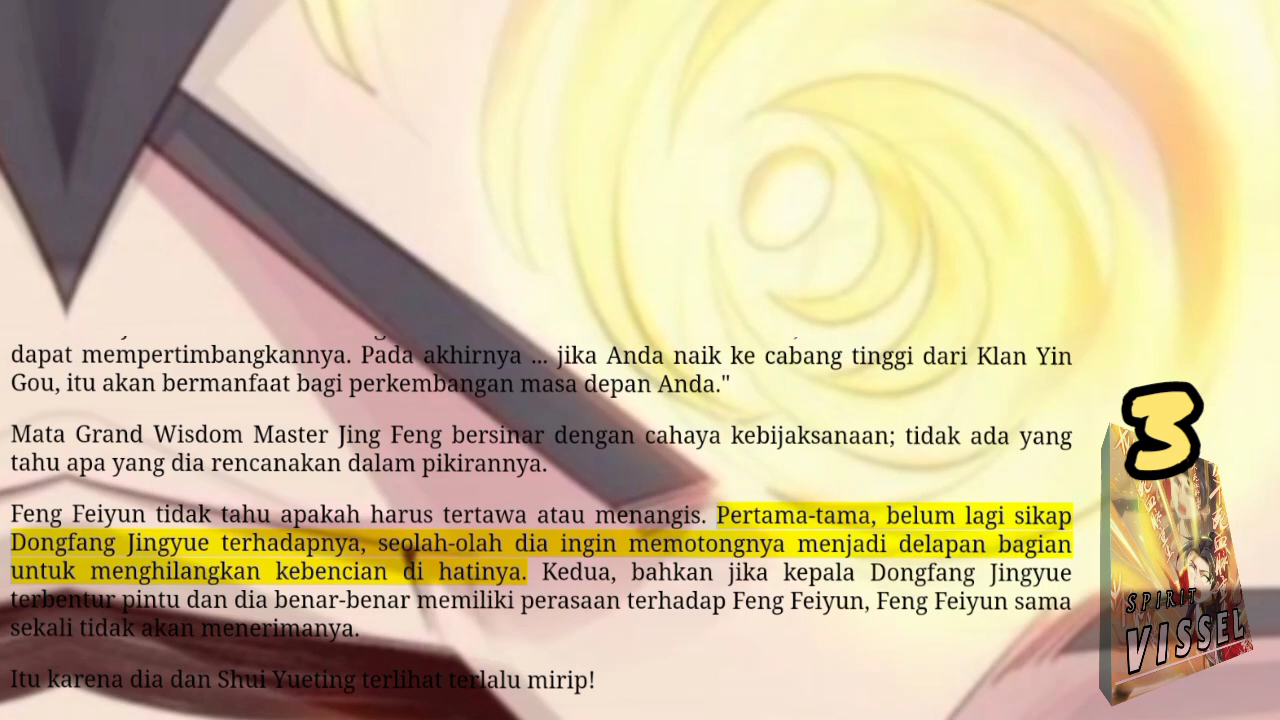 dapat mempertimbangkannya. Pada akhirnya ... jika Anda naik ke cabang tinggi dari Klan Yin
Gou, itu akan bermanfaat bagi perkembangan masa depan Anda."
Mata Grand Wisdom Master Jing Feng bersinar dengan cahaya kebijaksanaan; tidak ada yang
tahu apa yang dia rencanakan dalam pikirannya.
Feng Feiyun tidak tahu apakah harus tertawa atau menangis. Pertama-tama, belum lagi sikap
Dongfang Jingyue terhadapnya, seolah-olah dia ingin memotongnya menjadi delapan bagian
untuk menghilangkan kebencian di hatinya. Kedua, bahkan jika kepala Dongfang Jingyue
terbentur pintu dan dia benar-benar memiliki perasaan terhadap Feng Feiyun, Feng Feiyun sama
sekali tidak akan menerimanya.
Itu karena dia dan Shui Yueting terlihat terlalu mirip!
3
SPIRIT
VISSEL